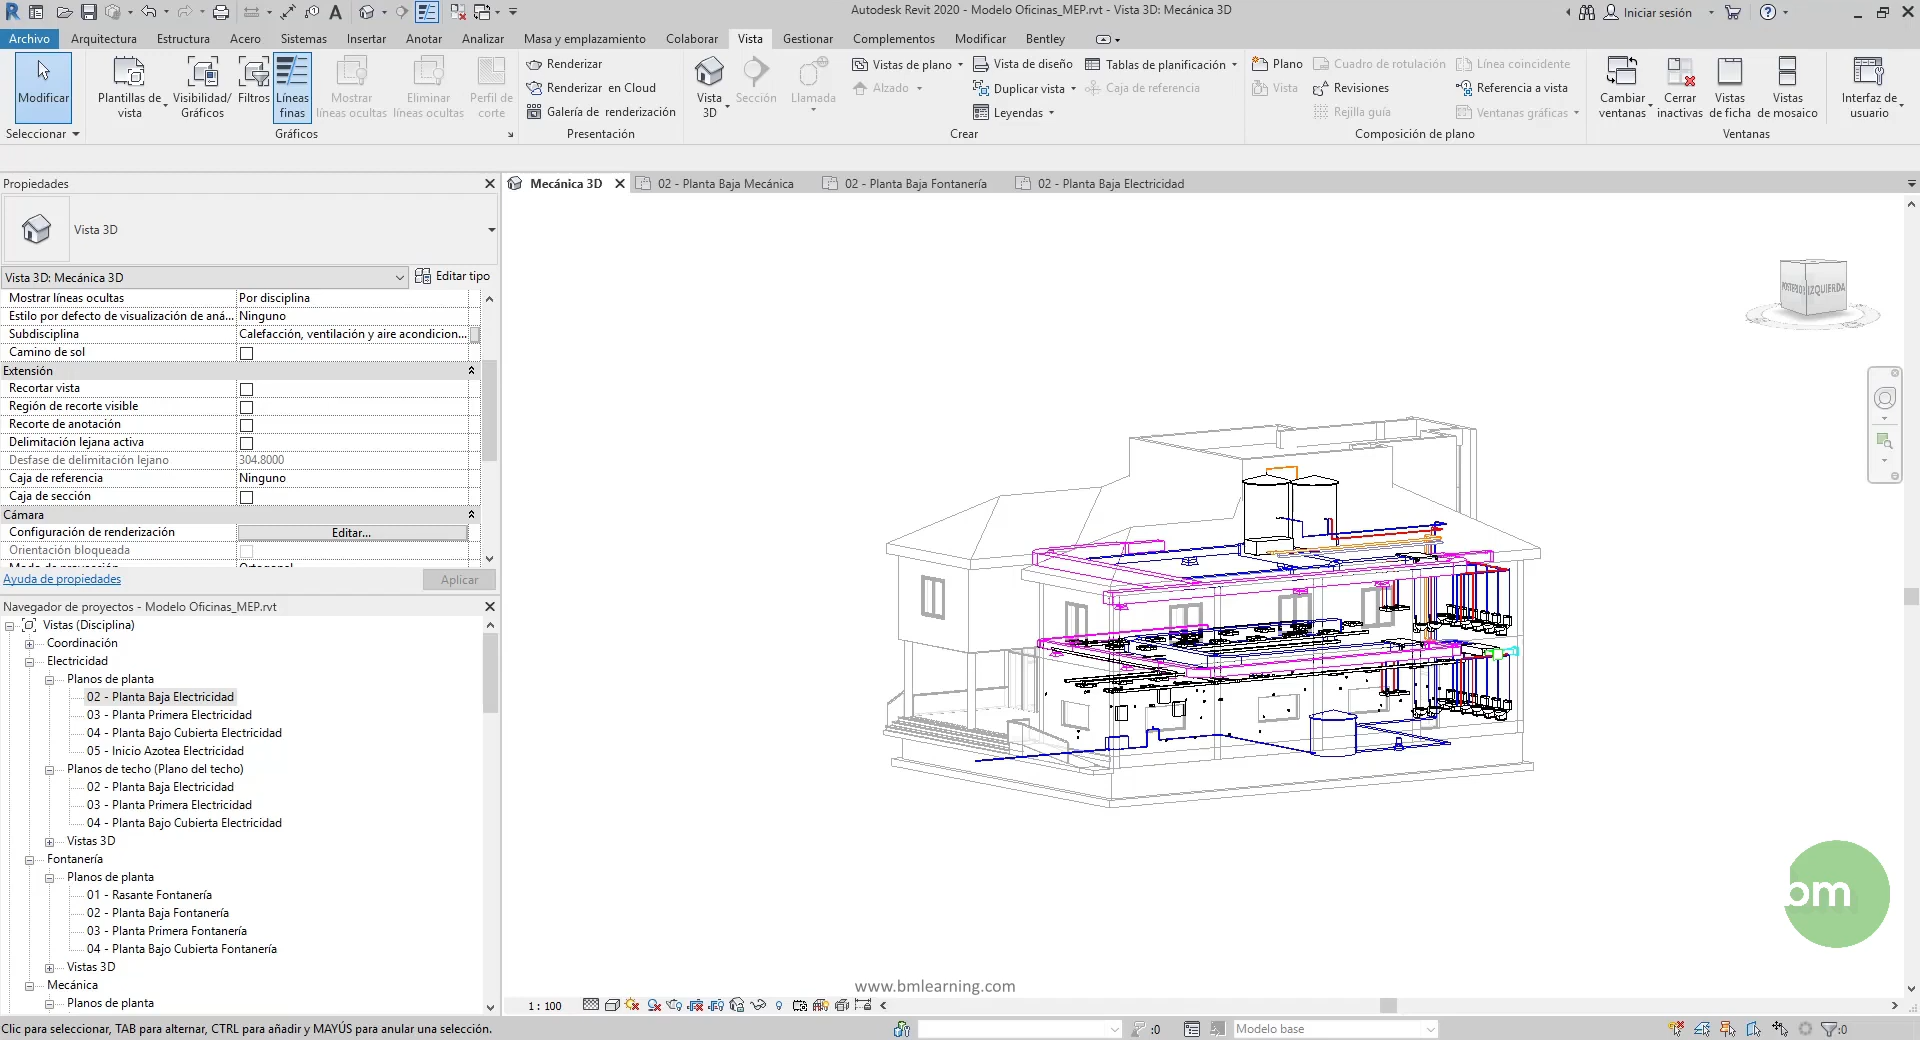 Autodesk Revit 2020 - Modelo Oficinas_MEP.rvt - Vista 3D: Mecánica 3D
Iniciar sesión
Archivo Arquitectura Estructura Acero Sistemas Insertar Anotar Analizar Masa y emplazamiento Colaborar Vista Gestionar Complementos Modificar Bentley
Modificar
Seleccionar
Plantillas de vista
Visibilidad/ Gráficos
Filtros
Líneas finas
Mostrar líneas ocultas
Eliminar líneas ocultas
Perfil de corte
Gráficos
Renderizar
Renderizar en Cloud
Galería de renderización
Presentación
Vista 3D
Sección
Llamada
Vistas de plano
Alzado
Vista de diseño
Duplicar vista
Leyendas
Tablas de planificación
Caja de referencia
Crear
Plano
Vista
Cuadro de rotulación
Revisiones
Rejilla guía
Línea coincidente
Referencia a vista
Ventanas gráficas
Composición de plano
Cambiar ventanas
Cerrar inactivas
Vistas de ficha
Vistas de mosaico
Ventanas
Interfaz de usuario
Propiedades
Vista 3D
Vista 3D: Mecánica 3D
Editar tipo
Mostrar líneas ocultas Por disciplina
Estilo por defecto de visualización de aná... Ninguno
Subdisciplina Calefacción, ventilación y aire acondicion...
Camino de sol
Extensión
Recortar vista
Región de recorte visible
Recorte de anotación
Delimitación lejana activa
Desfase de delimitación lejano 304.8000
Caja de referencia Ninguno
Caja de sección
Cámara
Configuración de renderización Editar...
Orientación bloqueada
Modo de proyección Ortogonal
Ayuda de propiedades
Aplicar
Navegador de proyectos - Modelo Oficinas_MEP.rvt
Vistas (Disciplina)
Coordinación
Electricidad
Planos de planta
02 - Planta Baja Electricidad
03 - Planta Primera Electricidad
04 - Planta Bajo Cubierta Electricidad
05 - Inicio Azotea Electricidad
Planos de techo (Plano del techo)
02 - Planta Baja Electricidad
03 - Planta Primera Electricidad
04 - Planta Bajo Cubierta Electricidad
Vistas 3D
Fontanería
Planos de planta
01 - Rasante Fontanería
02 - Planta Baja Fontanería
03 - Planta Primera Fontanería
04 - Planta Bajo Cubierta Fontanería
Vistas 3D
Mecánica
Planos de planta
Mecánica 3D
02 - Planta Baja Mecánica
02 - Planta Baja Fontanería
02 - Planta Baja Electricidad
IZQUIERDA
bm
www.bmlearning.com
1 : 100
Clic para seleccionar, TAB para alternar, CTRL para añadir y MAYÚS para anular una selección.
:0
Modelo base
:0